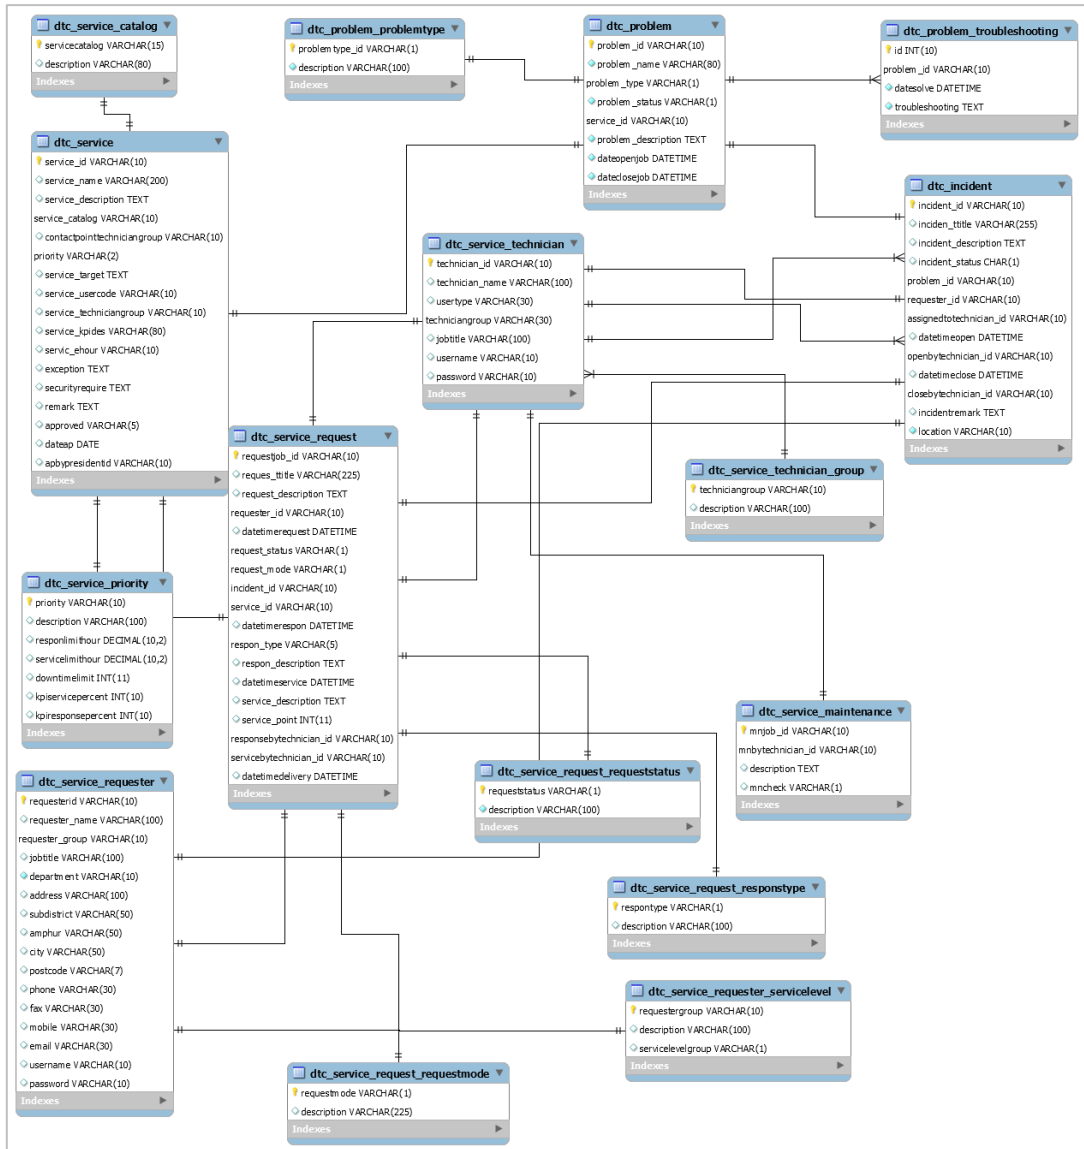 dtc_service_catalog
servicecatalog VARCHAR(15)
description VARCHAR(80)
Indexes
dtc_problem_problemtype
problemtype_id VARCHAR(1)
description VARCHAR(100)
Indexes
dtc_problem
problem_id VARCHAR(10)
problem_name VARCHAR(80)
problem_type VARCHAR(1)
problem_status VARCHAR(1)
service_id VARCHAR(10)
problem_description TEXT
dateopenjob DATETIME
dateclosejob DATETIME
Indexes
dtc_problem_troubleshooting
id INT(10)
problem_id VARCHAR(10)
datesolve DATETIME
troubleshooting TEXT
Indexes
dtc_service
service_id VARCHAR(10)
service_name VARCHAR(200)
service_description TEXT
service_catalog VARCHAR(10)
contactpointtechniciangroup VARCHAR(10)
priority VARCHAR(2)
service_target TEXT
service_usercode VARCHAR(10)
service_techniciangroup VARCHAR(10)
service_kpides VARCHAR(80)
servic_ehour VARCHAR(10)
exception TEXT
securityrequire TEXT
remark TEXT
approved VARCHAR(5)
dateap DATE
apbypresidentid VARCHAR(10)
Indexes
dtc_service_technician
technician_id VARCHAR(10)
technician_name VARCHAR(100)
usertype VARCHAR(30)
techniciangroup VARCHAR(30)
jobtitle VARCHAR(100)
username VARCHAR(10)
password VARCHAR(10)
Indexes
dtc_incident
incident_id VARCHAR(10)
inciden_ttitle VARCHAR(255)
incident_description TEXT
incident_status CHAR(1)
problem_id VARCHAR(10)
requester_id VARCHAR(10)
assignedtotechnician_id VARCHAR(10)
datetimeopen DATETIME
openbytechnician_id VARCHAR(10)
datetimeclose DATETIME
closebytechnician_id VARCHAR(10)
incidentremark TEXT
location VARCHAR(10)
Indexes
dtc_service_request
requestjob_id VARCHAR(10)
reques_ttitle VARCHAR(225)
request_description TEXT
requester_id VARCHAR(10)
datetimerequest DATETIME
request_status VARCHAR(1)
request_mode VARCHAR(1)
incident_id VARCHAR(10)
service_id VARCHAR(10)
datetimerespon DATETIME
respon_type VARCHAR(5)
respon_description TEXT
datetimeservice DATETIME
service_description TEXT
service_point INT(11)
responsebytechnician_id VARCHAR(10)
servicebytechnician_id VARCHAR(10)
datetimedelivery DATETIME
Indexes
dtc_service_technician_group
techniciangroup VARCHAR(10)
description VARCHAR(100)
Indexes
dtc_service_priority
priority VARCHAR(10)
description VARCHAR(100)
responlimithour DECIMAL(10,2)
servicelimithour DECIMAL(10,2)
downtimelimit INT(11)
kpiservicepercent INT(10)
kpiresponsepercent INT(10)
Indexes
dtc_service_maintenance
mnjob_id VARCHAR(10)
mnbytechnician_id VARCHAR(10)
description TEXT
mncheck VARCHAR(1)
Indexes
dtc_service_request_requeststatus
requeststatus VARCHAR(1)
description VARCHAR(100)
Indexes
dtc_service_requester
requesterid VARCHAR(10)
requester_name VARCHAR(100)
requester_group VARCHAR(10)
jobtitle VARCHAR(100)
department VARCHAR(10)
address VARCHAR(100)
subdistrict VARCHAR(50)
amphur VARCHAR(50)
city VARCHAR(50)
postcode VARCHAR(7)
phone VARCHAR(30)
fax VARCHAR(30)
mobile VARCHAR(30)
email VARCHAR(30)
username VARCHAR(10)
password VARCHAR(10)
Indexes
dtc_service_request_responstype
respontype VARCHAR(1)
description VARCHAR(100)
Indexes
dtc_service_requester_servicelevel
requestergroup VARCHAR(10)
description VARCHAR(100)
servicelevelgroup VARCHAR(1)
Indexes
dtc_service_request_requestmode
requestmode VARCHAR(1)
description VARCHAR(225)
Indexes